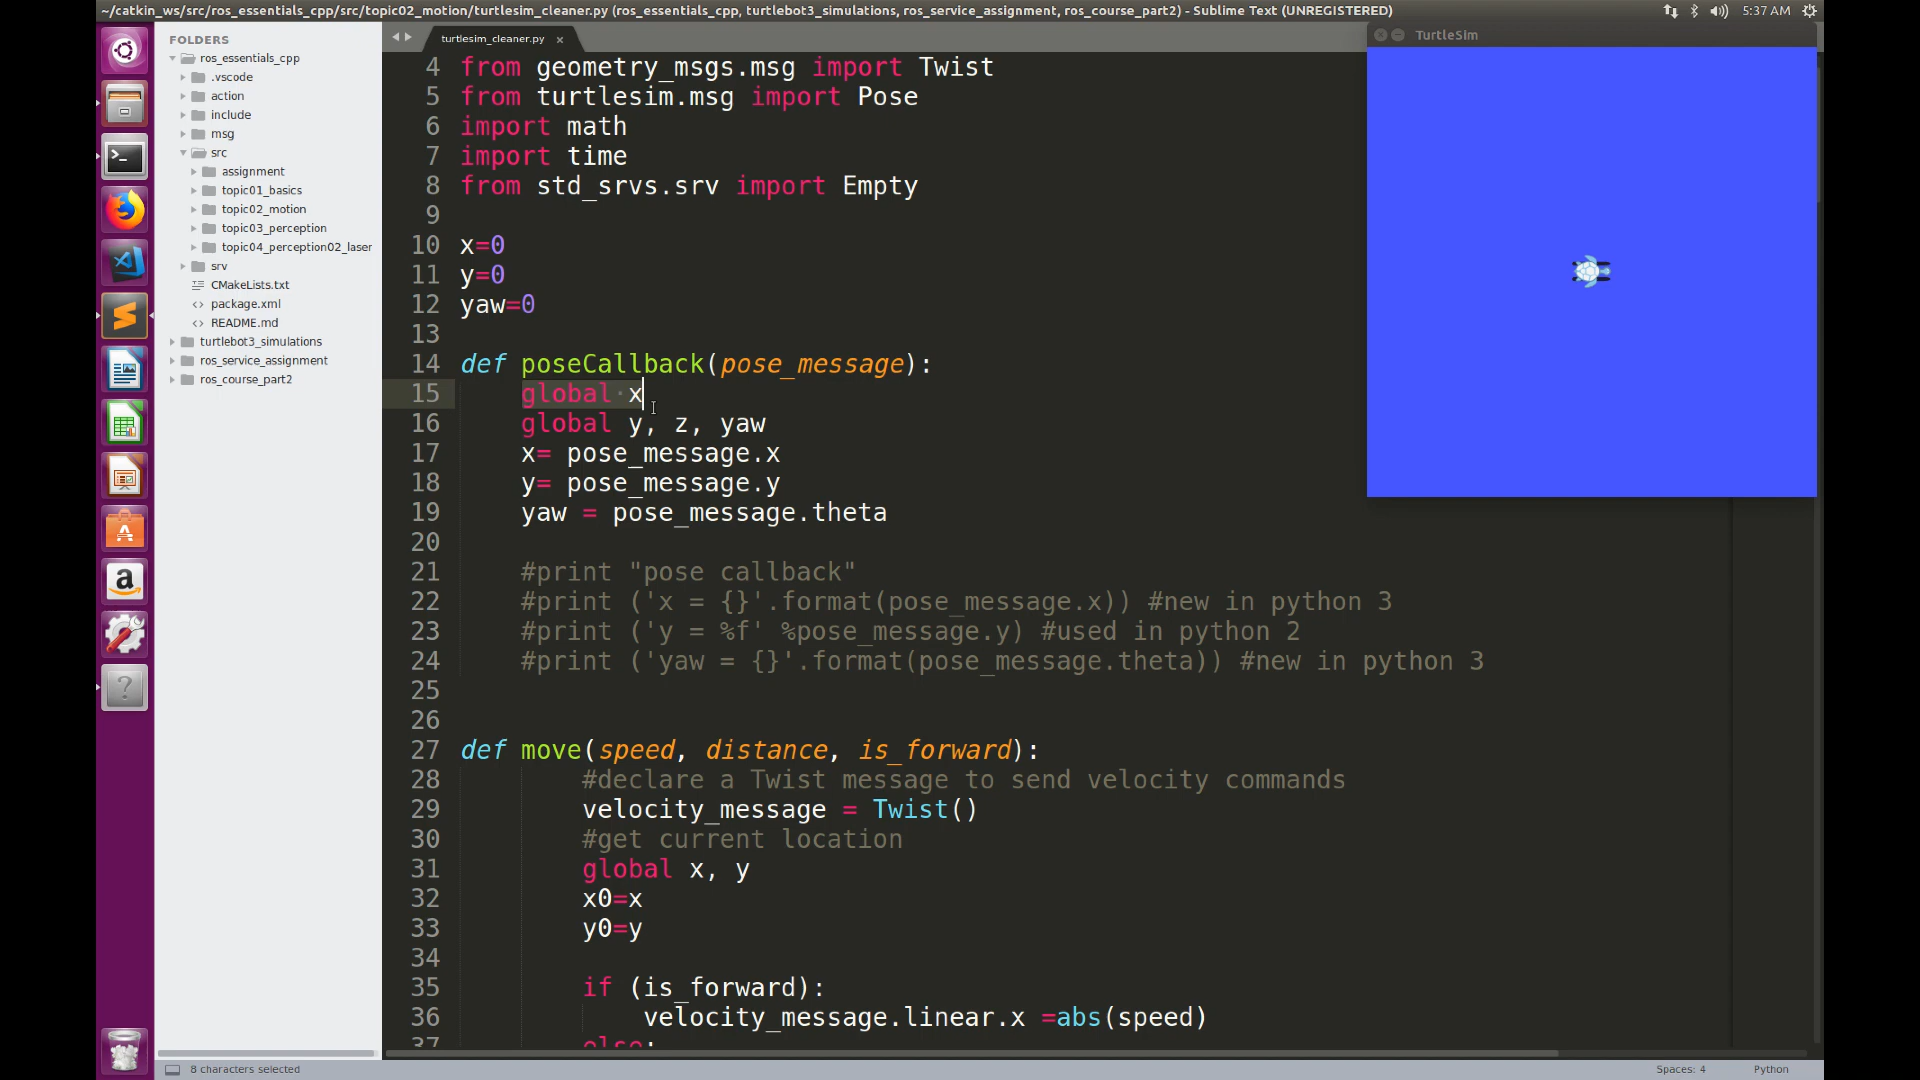 ~/catkin_ws/src/ros_essentials_cpp/src/topic02_motion/turtlesim_cleaner.py (ros_essentials_cpp, turtlebot3_simulations, ros_service_assignment, ros_course_part2) - Sublime Text (UNREGISTERED)
5:37 AM
FOLDERS
ros_essentials_cpp
.vscode
action
include
msg
src
assignment
topic01_basics
topic02_motion
topic03_perception
topic04_perception02_laser
srv
CMakeLists.txt
package.xml
README.md
turtlebot3_simulations
ros_service_assignment
ros_course_part2
turtlesim_cleaner.py
4 from geometry_msgs.msg import Twist
5 from turtlesim.msg import Pose
6 import math
7 import time
8 from std_srvs.srv import Empty
9
10 x=0
11 y=0
12 yaw=0
13
14 def poseCallback(pose_message):
15     global x
16     global y, z, yaw
17     x= pose_message.x
18     y= pose_message.y
19     yaw = pose_message.theta
20
21     #print "pose callback"
22     #print ('x = {}'.format(pose_message.x)) #new in python 3
23     #print ('y = %f' %pose_message.y) #used in python 2
24     #print ('yaw = {}'.format(pose_message.theta)) #new in python 3
25
26
27 def move(speed, distance, is_forward):
28         #declare a Twist message to send velocity commands
29         velocity_message = Twist()
30         #get current location
31         global x, y
32         x0=x
33         y0=y
34
35         if (is_forward):
36             velocity_message.linear.x =abs(speed)
37         else:
TurtleSim
8 characters selected
Spaces: 4
Python